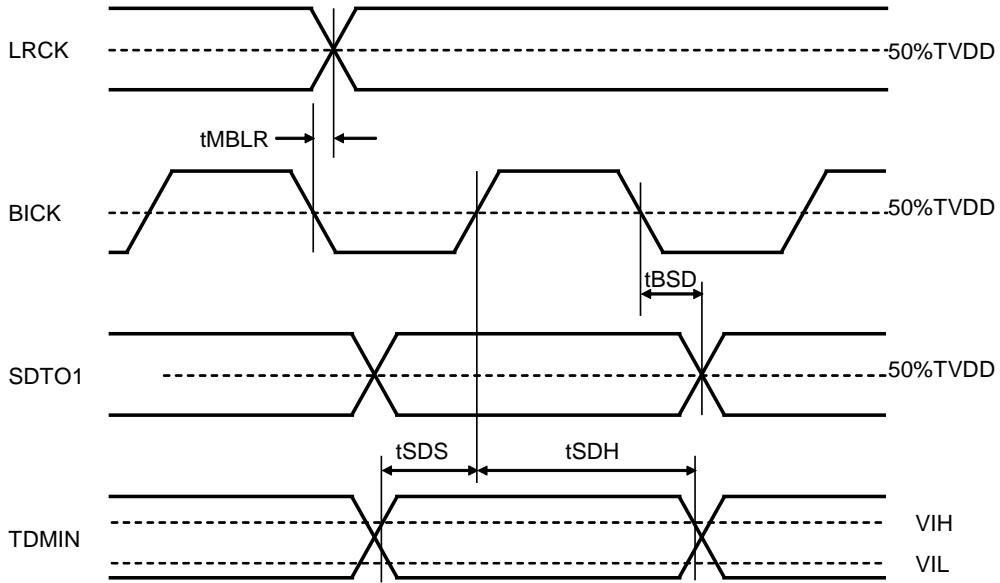 LRCK
50%TVDD
tMBLR
BICK
50%TVDD
tBSD
SDTO1
50%TVDD
tSDS
tSDH
TDMIN
VIH
VIL